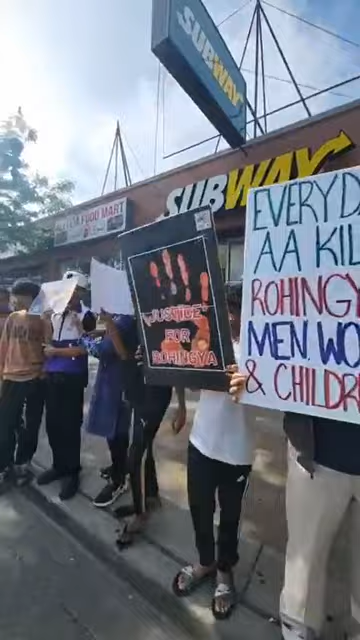 SUBWAY
FOOD MART
SUBWAY
JUSTICE
FOR
ROHINGYA
EVERYD
AA KIL
ROHINGY
MEN, WO
& CHILDR